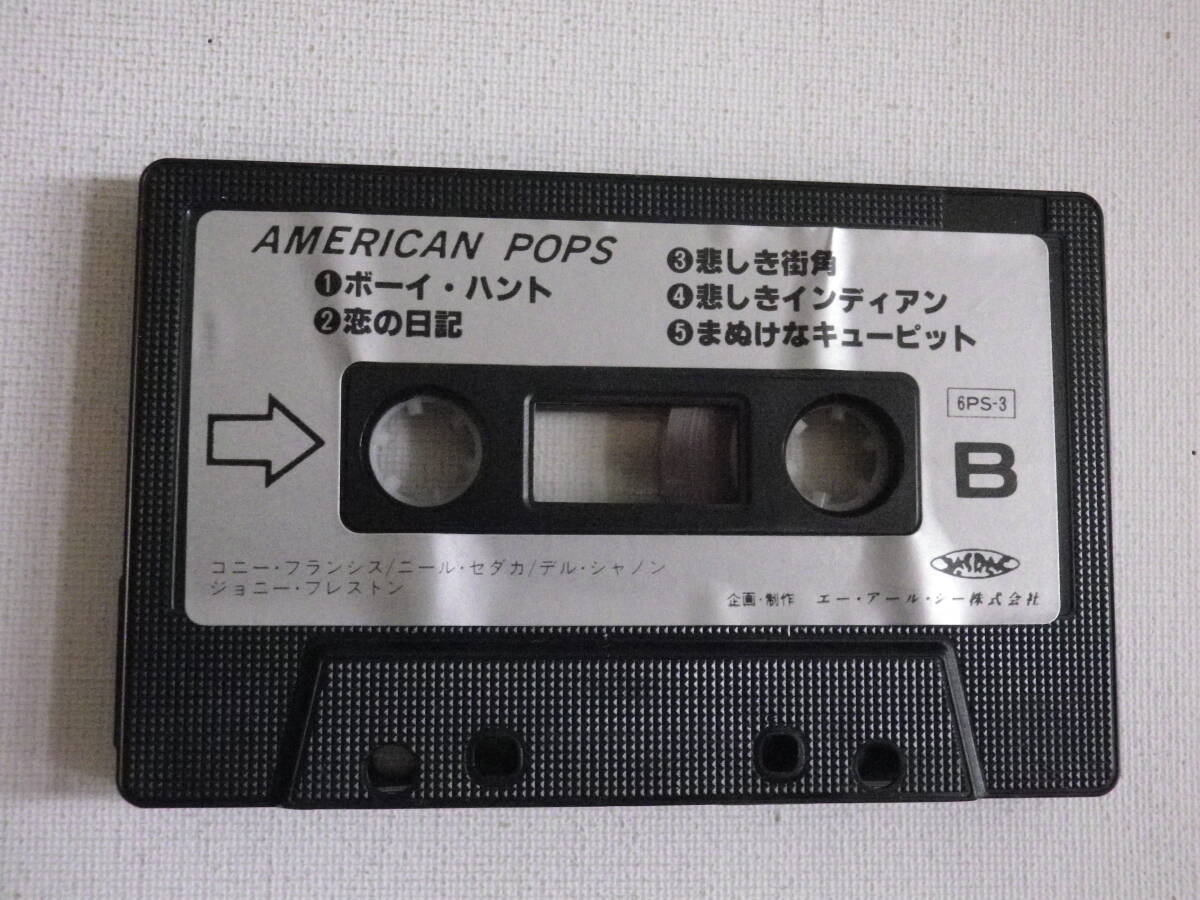 AMERICAN POPS
❶ボーイ・ハント
❷恋の日記
❸悲しき街角
❹悲しきインディアン
❺まぬけなキューピット
6PS-3
B
コニー・フランシス/ニール・セダカ/デル・シャノン
ジョニー・プレストン
JASRAC
企画・制作 エー・アール・シー株式会社